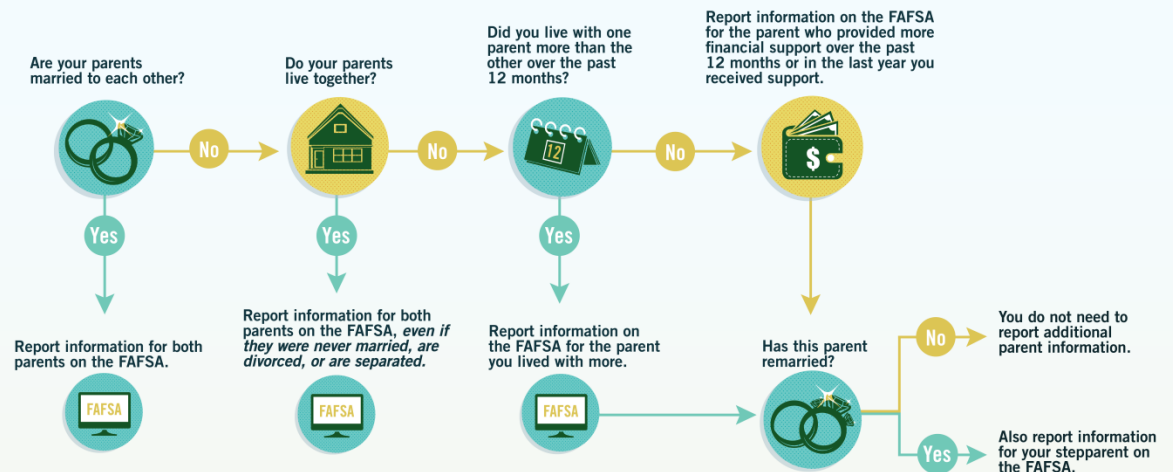 Are your parents
married to each other?
No
Yes
Report information for both
parents on the FAFSA.
FAFSA
Do your parents
live together?
No
Yes
Report information for both
parents on the FAFSA, even if
they were never married, are
divorced, or are separated.
FAFSA
Did you live with one
parent more than the
other over the past
12 months?
12
No
Yes
Report information on
the FAFSA for the parent
you lived with more.
FAFSA
Report information on the FAFSA
for the parent who provided more
financial support over the past
12 months or in the last year you
received support.
$
Has this parent
remarried?
No
You do not need to
report additional
parent information.
Yes
Also report information
for your stepparent on
the FAFSA.